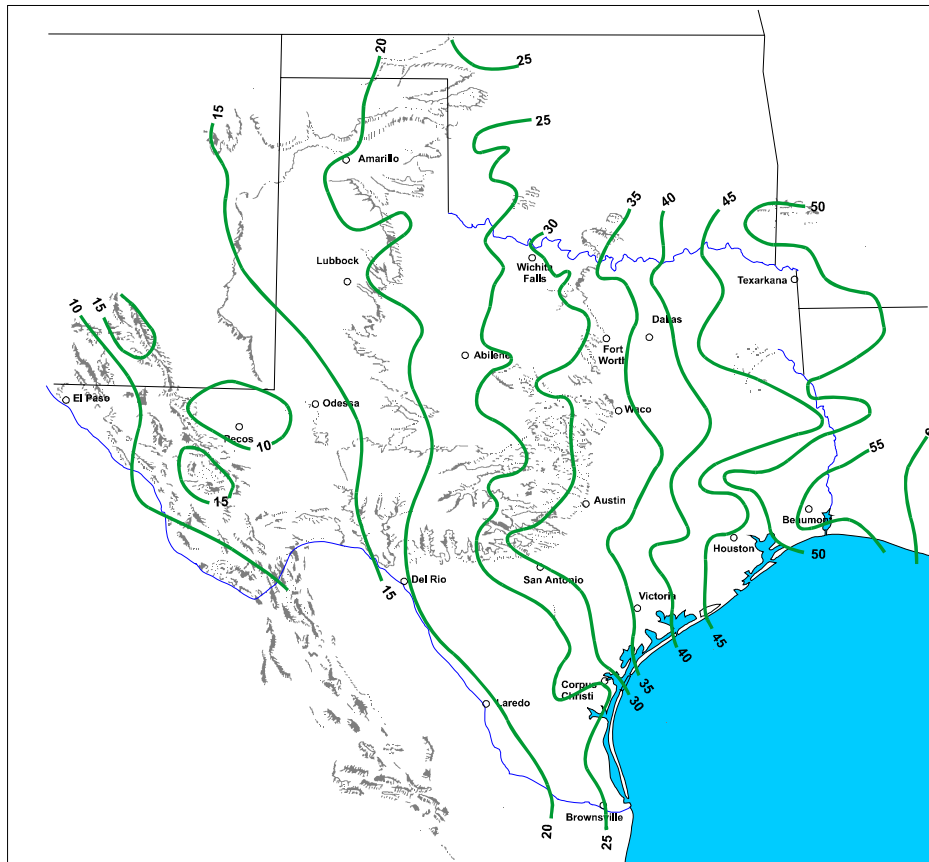 20
25
15
25
Amarillo
35
40
45
50
30
Lubbock
Wichita
Falls
Texarkana
10
15
Dallas
Fort
Worth
Abilene
El Paso
Odessa
Waco
Pecos
10
55
15
Austin
Beaumont
Houston
50
Del Rio
San Antonio
15
Victoria
45
40
35
Corpus
Christi
30
Laredo
Brownsville
20
25